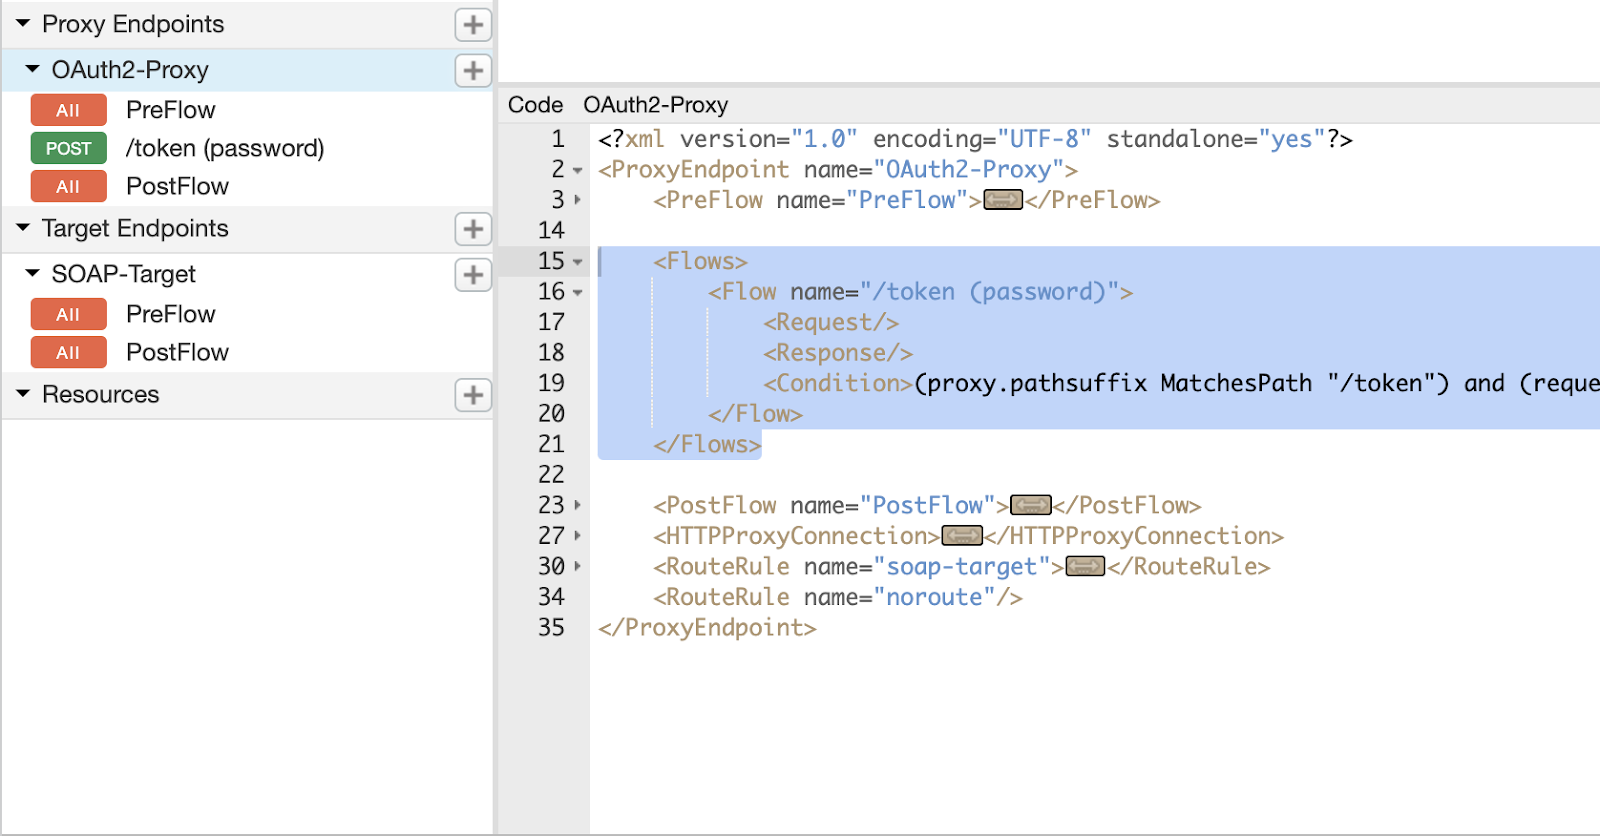 Proxy Endpoints
OAuth2-Proxy
All PreFlow
POST /token (password)
All PostFlow
Target Endpoints
SOAP-Target
All PreFlow
All PostFlow
Resources
Code OAuth2-Proxy
1 <?xml version="1.0" encoding="UTF-8" standalone="yes"?>
2 <ProxyEndpoint name="OAuth2-Proxy">
3 <PreFlow name="PreFlow"></PreFlow>
14
15 <Flows>
16 <Flow name="/token (password)">
17 <Request/>
18 <Response/>
19 <Condition>(proxy.pathsuffix MatchesPath "/token") and (reque
20 </Flow>
21 </Flows>
22
23 <PostFlow name="PostFlow"></PostFlow>
27 <HTTPProxyConnection></HTTPProxyConnection>
30 <RouteRule name="soap-target"></RouteRule>
34 <RouteRule name="noroute"/>
35 </ProxyEndpoint>